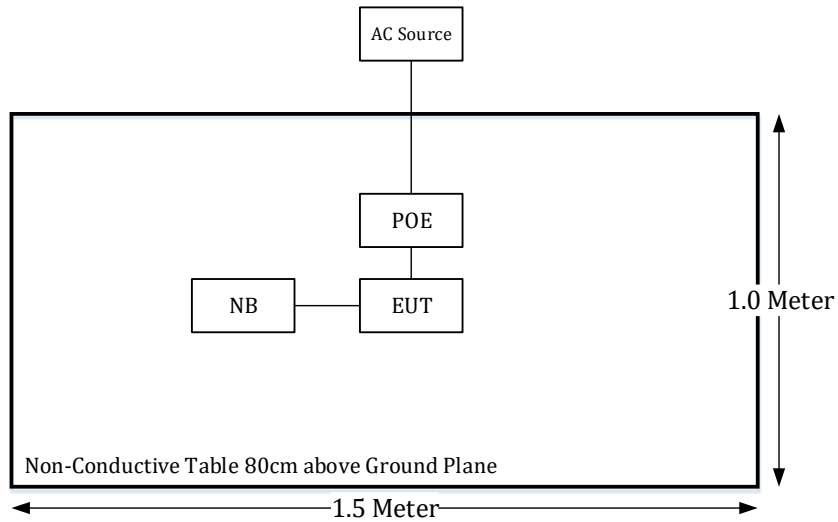 AC Source
POE
NB
EUT
1.0 Meter
Non-Conductive Table 80cm above Ground Plane
1.5 Meter